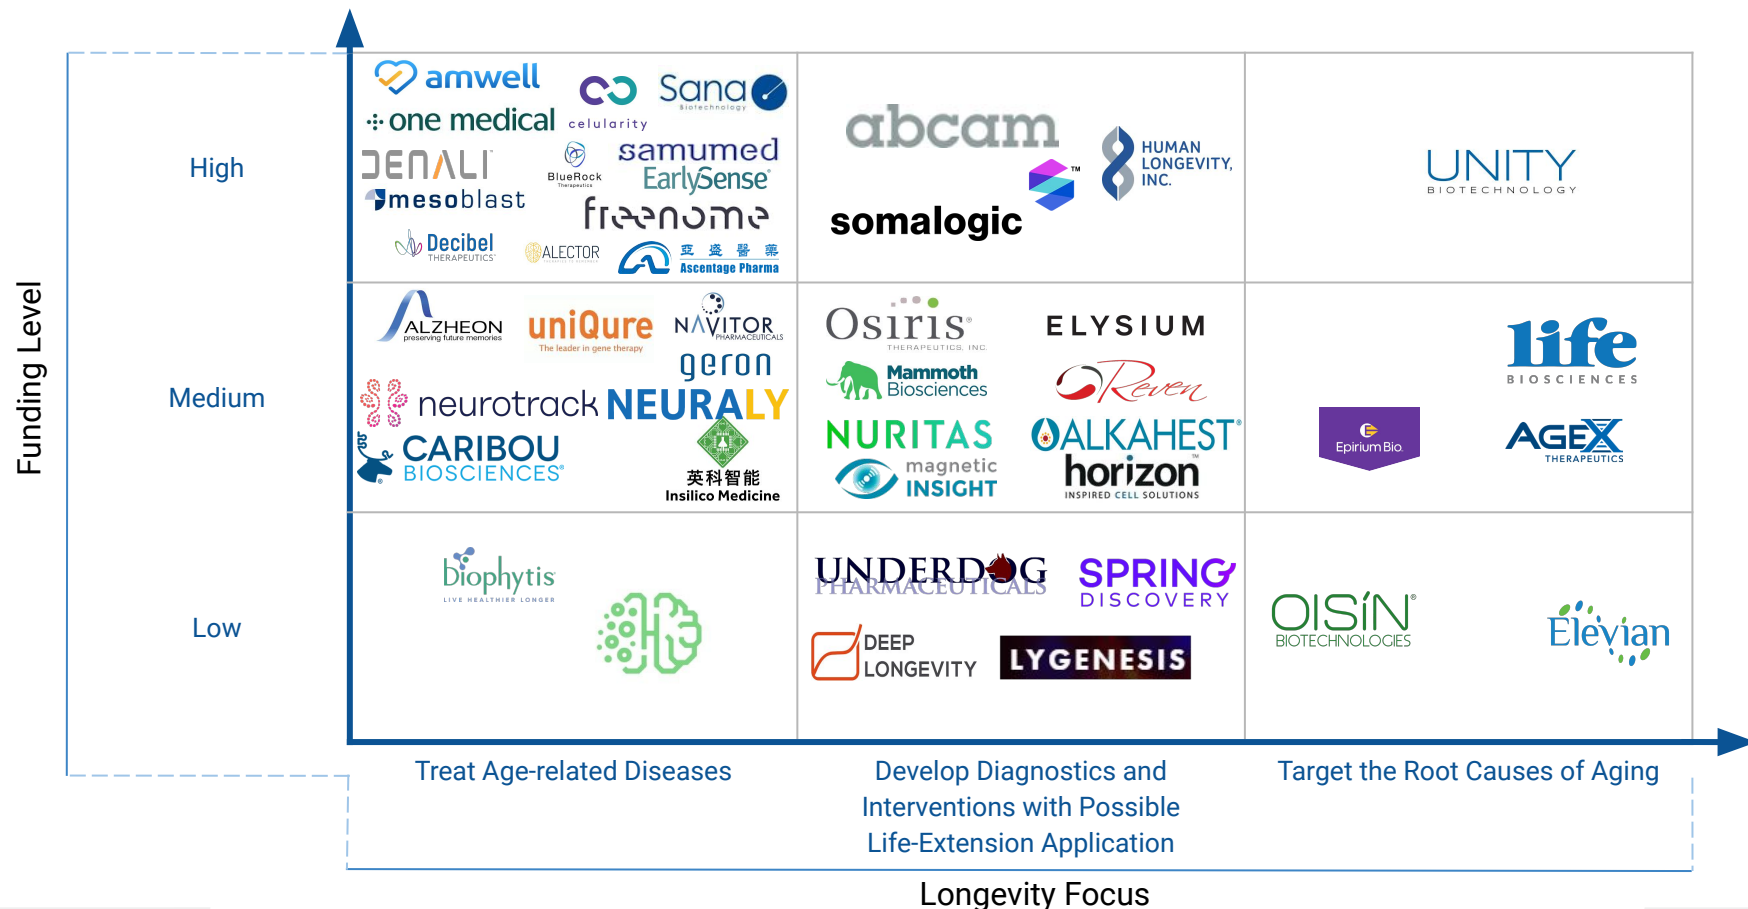 Funding Level
High
Medium
Low
amwell
celularity
Sana
Biotechnology
one medical
DENALI
BlueRock
Therapeutics
samumed
EarlySense
mesoblast
freenome
Decibel
THERAPEUTICS
ALECTOR
亞盛醫藥
Ascentage Pharma
abcam
somalogic
TM
HUMAN
LONGEVITY,
INC.
UNITY
BIOTECHNOLOGY
ALZHEON
preserving future memories
uniQure
The leader in gene therapy
NAVITOR
PHARMACEUTICALS
geron
neurotrack
NEURALY
CARIBOU
BIOSCIENCES®
英科智能
Insilico Medicine
Osiris®
THERAPEUTICS, INC.
ELYSIUM
Mammoth
Biosciences
Reven
NURITAS
ALKAHEST®
magnetic
INSIGHT
horizon™
INSPIRED CELL SOLUTIONS
life
BIOSCIENCES
Epirium Bio.
AGEX
THERAPEUTICS
biophytis
LIVE HEALTHIER LONGER
UNDERDOG
PHARMACEUTICALS
SPRING
DISCOVERY
DEEP
LONGEVITY
LYGENESIS
OISÍN®
BIOTECHNOLOGIES
Elevian
Treat Age-related Diseases
Develop Diagnostics and
Interventions with Possible
Life-Extension Application
Target the Root Causes of Aging
Longevity Focus